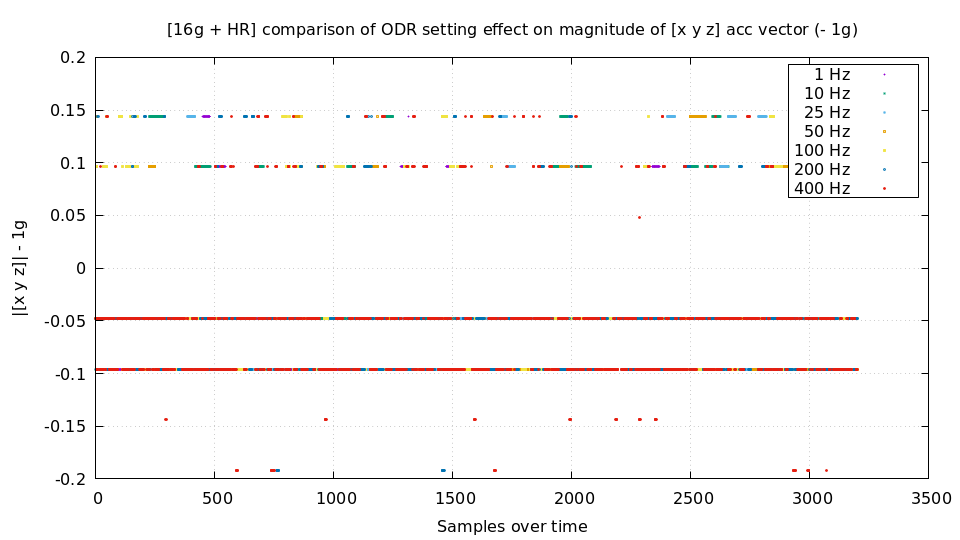 [16g + HR] comparison of ODR setting effect on magnitude of [x y z] acc vector (- 1g)
0.2
0.15
0.1
0.05
0
-0.05
-0.1
-0.15
-0.2
|[x y z]| - 1g
1 Hz
10 Hz
25 Hz
50 Hz
100 Hz
200 Hz
400 Hz
0 500 1000 1500 2000 2500 3000 3500
Samples over time